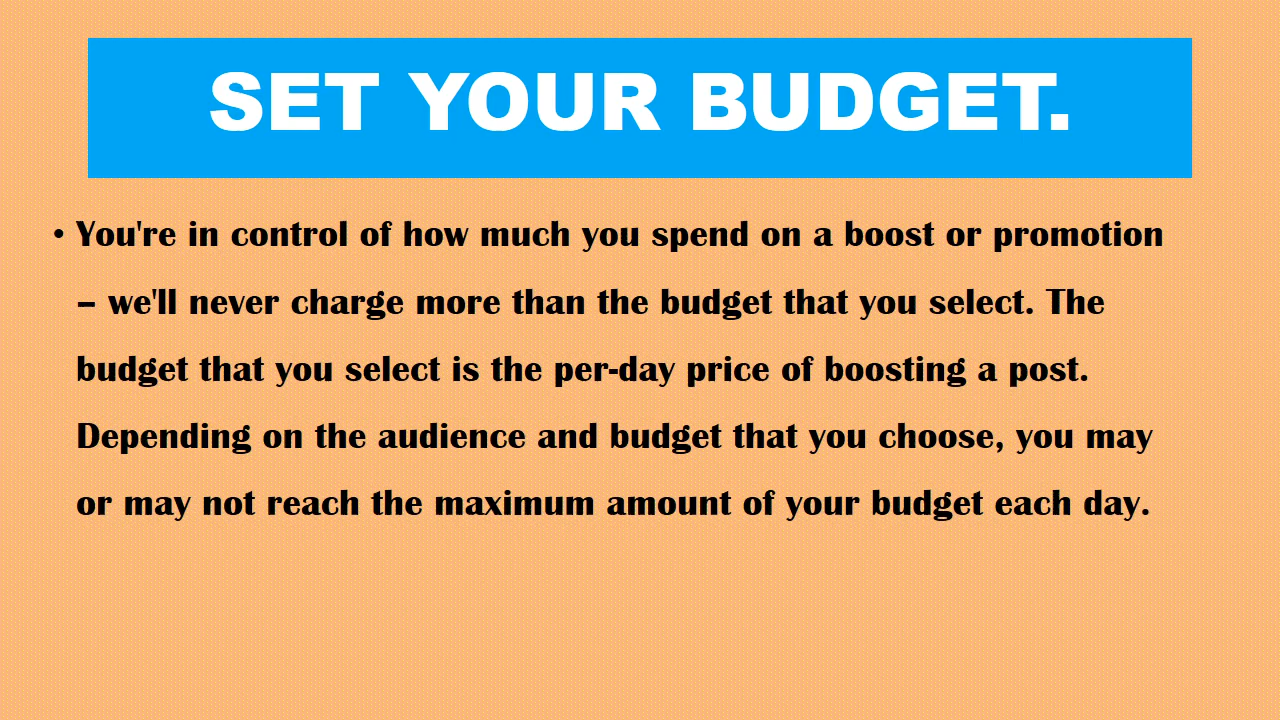 SET YOUR BUDGET.
• You're in control of how much you spend on a boost or promotion
– we'll never charge more than the budget that you select. The
budget that you select is the per-day price of boosting a post.
Depending on the audience and budget that you choose, you may
or may not reach the maximum amount of your budget each day.